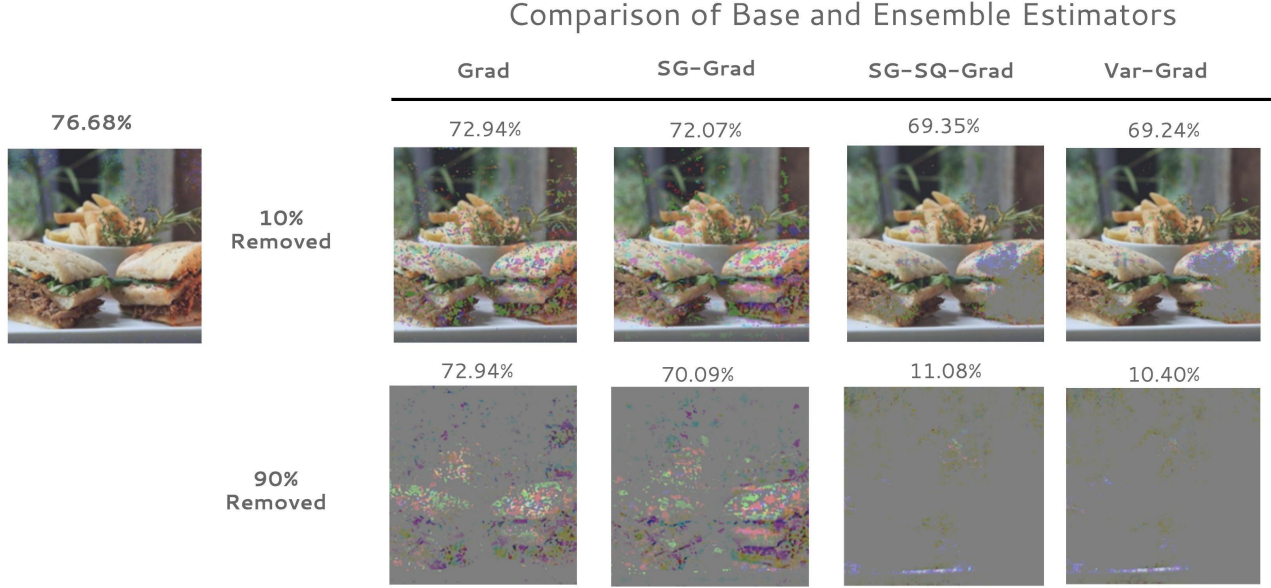 Comparison of Base and Ensemble Estimators
Grad SG-Grad SG-SQ-Grad Var-Grad
76.68% 72.94% 72.07% 69.35% 69.24%
10%
Removed
72.94% 70.09% 11.08% 10.40%
90%
Removed